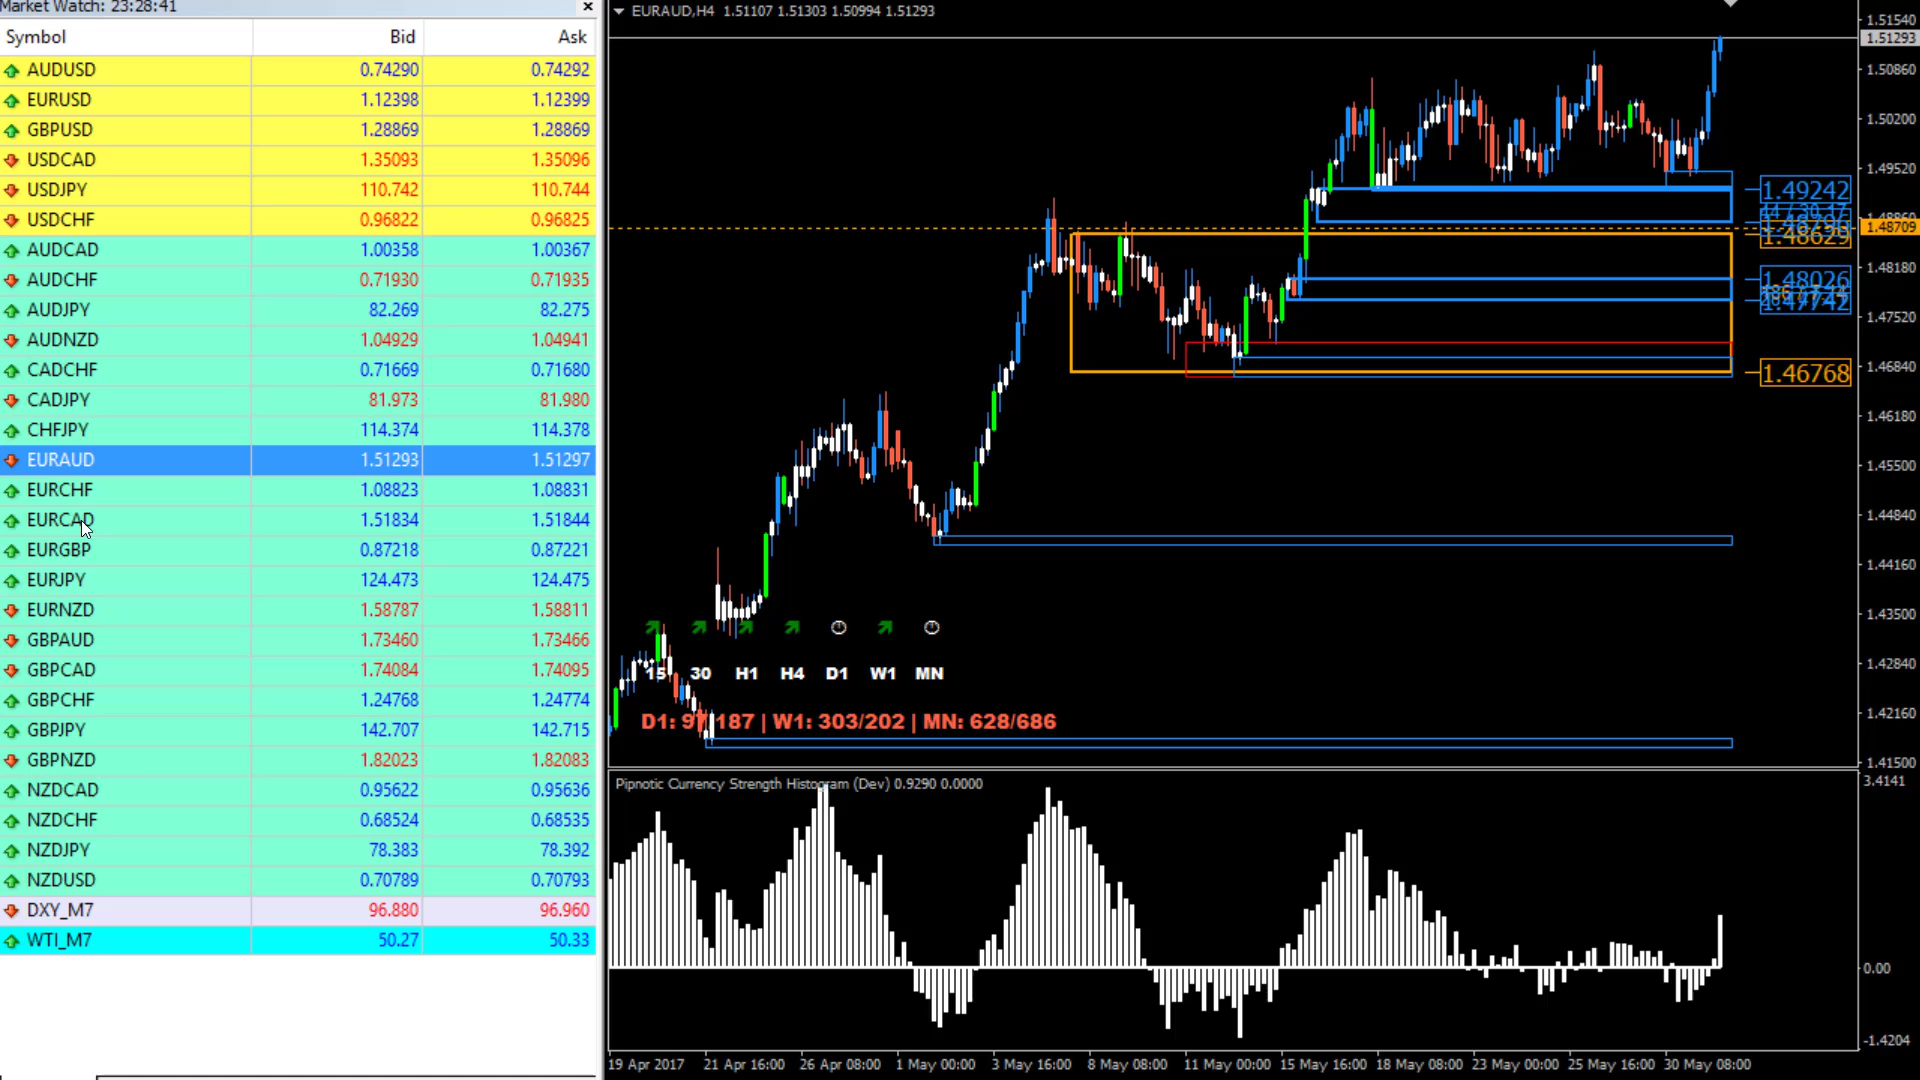 Market Watch: 23:28:41
Symbol Bid Ask
AUDUSD 0.74290 0.74292
EURUSD 1.12398 1.12399
GBPUSD 1.28869 1.28869
USDCAD 1.35093 1.35096
USDJPY 110.742 110.744
USDCHF 0.96822 0.96825
AUDCAD 1.00358 1.00367
AUDCHF 0.71930 0.71935
AUDJPY 82.269 82.275
AUDNZD 1.04929 1.04941
CADCHF 0.71669 0.71680
CADJPY 81.973 81.980
CHFJPY 114.374 114.378
EURAUD 1.51293 1.51297
EURCHF 1.08823 1.08831
EURCAD 1.51834 1.51844
EURGBP 0.87218 0.87221
EURJPY 124.473 124.475
EURNZD 1.58787 1.58811
GBPAUD 1.73460 1.73466
GBPCAD 1.74084 1.74095
GBPCHF 1.24768 1.24774
GBPJPY 142.707 142.715
GBPNZD 1.82023 1.82083
NZDCAD 0.95622 0.95636
NZDCHF 0.68524 0.68535
NZDJPY 78.383 78.392
NZDUSD 0.70789 0.70793
DXY_M7 96.880 96.960
WTI_M7 50.27 50.33
EURAUD,H4 1.51107 1.51303 1.50994 1.51293
1.51540
1.51293
1.50860
1.50200
1.49520
1.49242
1.48709
1.48629
1.48180
1.48026
1.47742
1.47520
1.46840
1.46768
1.46180
1.45500
1.44840
1.44160
1.43500
1.42840
1.42160
1.41500
15 30 H1 H4 D1 W1 MN
D1: 97/187 | W1: 303/202 | MN: 628/686
Pipnotic Currency Strength Histogram (Dev) 0.9290 0.0000
3.4141
0.00
-1.4204
19 Apr 2017 21 Apr 16:00 26 Apr 08:00 1 May 00:00 3 May 16:00 8 May 08:00 11 May 00:00 15 May 16:00 18 May 08:00 23 May 00:00 25 May 16:00 30 May 08:00